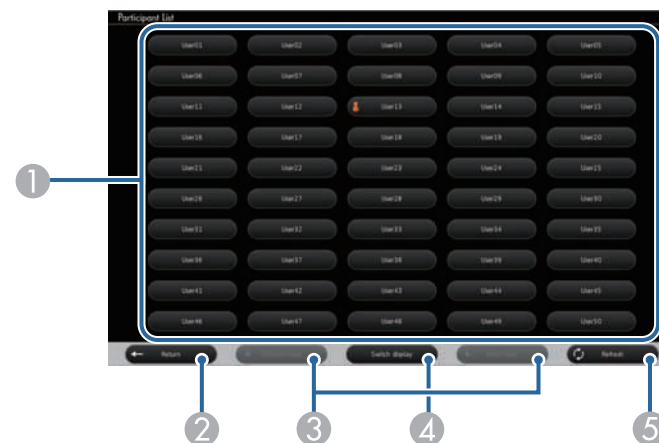 Participant List
User01 User02 User03 User04 User05
User06 User07 User08 User09 User10
User11 User12 User13 User14 User15
User16 User17 User18 User19 User20
1
User21 User22 User23 User24 User25
User26 User27 User28 User29 User30
User31 User32 User33 User34 User35
User36 User37 User38 User39 User40
User41 User42 User43 User44 User45
User46 User47 User48 User49 User50
Return Switch display Refresh
2 3 4 5